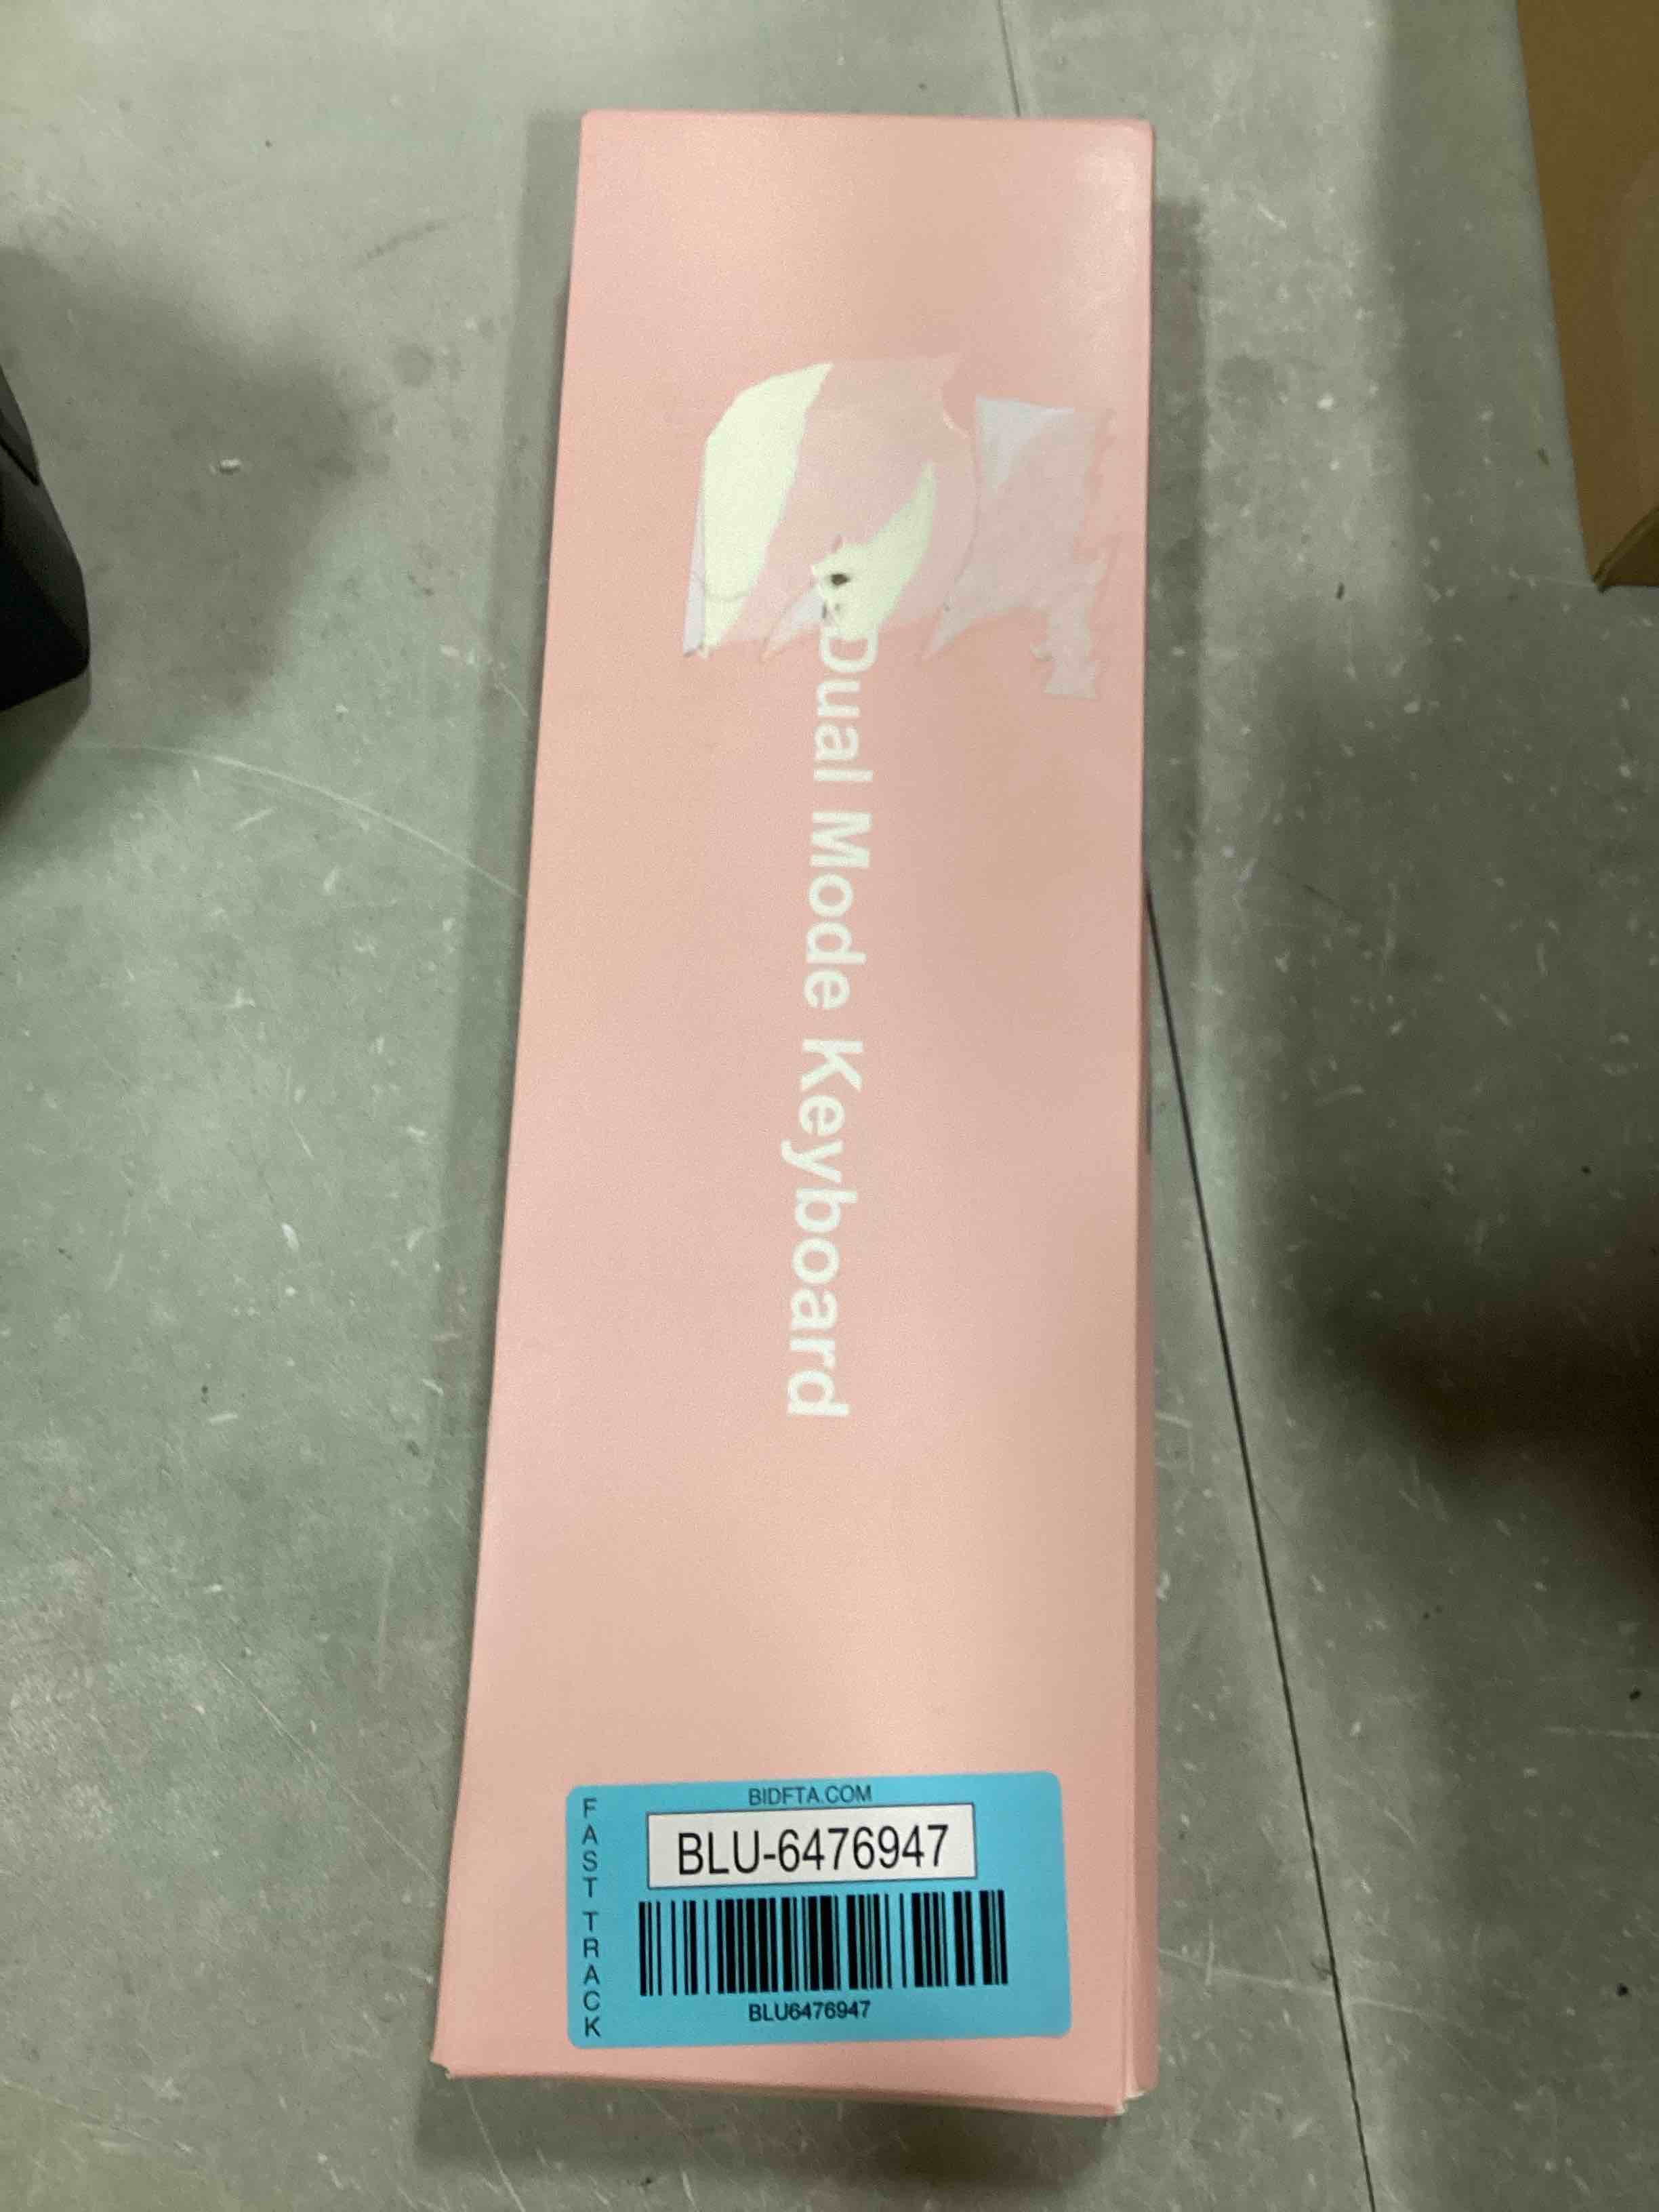 Dual Mode Keyboard
BIDFTA.COM
FAST TRACK
BLU-6476947
BLU6476947